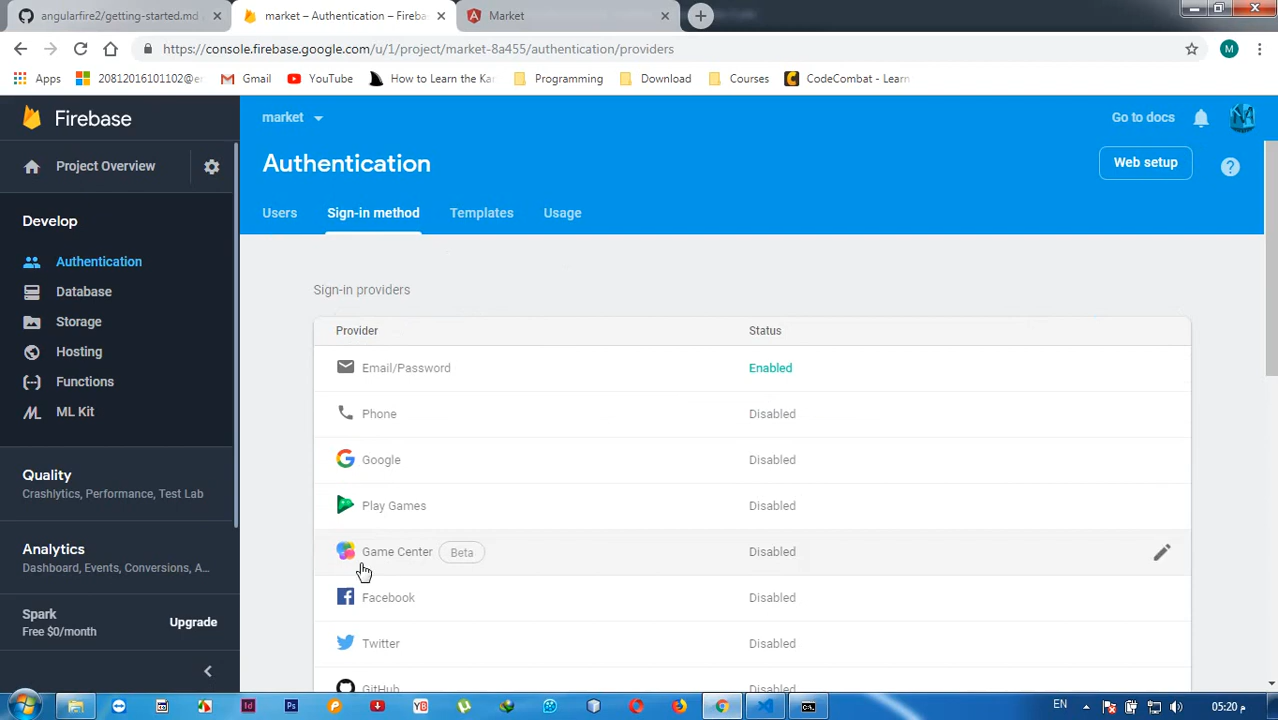 angularfire2/getting-started.md
market – Authentication – Fireba
Market
https://console.firebase.google.com/u/1/project/market-8a455/authentication/providers
M
Apps
20812016101102@e
Gmail
YouTube
How to Learn the Kar
Programming
Download
Courses
CodeCombat - Learn
Firebase
market
Go to docs
Project Overview
Authentication
Web setup
Develop
Users
Sign-in method
Templates
Usage
Authentication
Database
Storage
Hosting
Functions
ML Kit
Sign-in providers
Provider
Status
Email/Password
Enabled
Phone
Disabled
Google
Disabled
Play Games
Disabled
Game Center
Beta
Disabled
Facebook
Disabled
Twitter
Disabled
GitHub
Disabled
Quality
Crashlytics, Performance, Test Lab
Analytics
Dashboard, Events, Conversions, A...
Spark
Free $0/month
Upgrade
EN
05:20 م